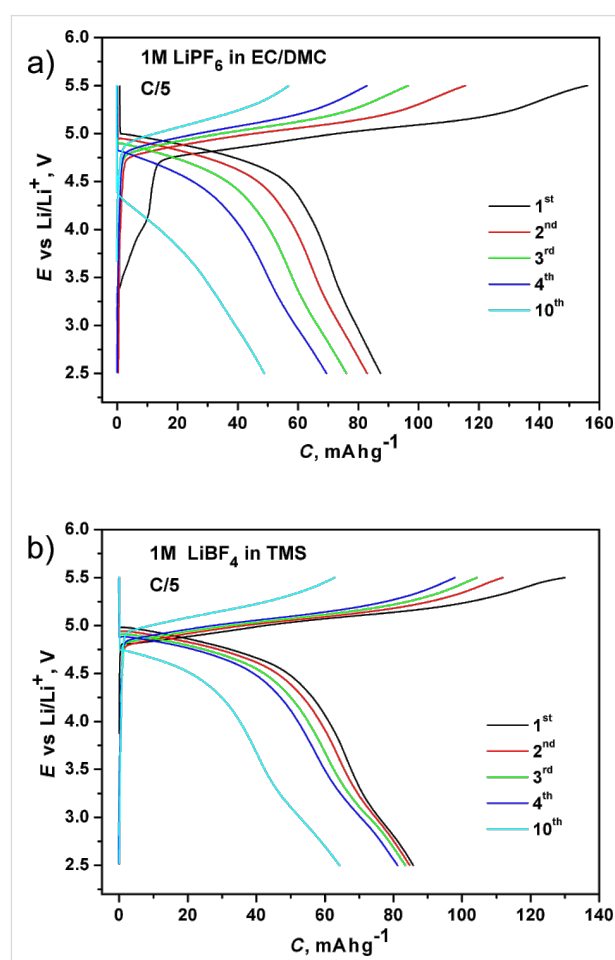 a)
1M LiPF6 in EC/DMC
C/5
6.0
5.5
5.0
4.5
4.0
3.5
3.0
2.5
E vs Li/Li+, V
1st
2nd
3rd
4th
10th
0 20 40 60 80 100 120 140 160
C, mAhg-1
b)
1M LiBF4 in TMS
C/5
6.0
5.5
5.0
4.5
4.0
3.5
3.0
2.5
E vs Li/Li+, V
1st
2nd
3rd
4th
10th
0 20 40 60 80 100 120 140
C, mAhg-1